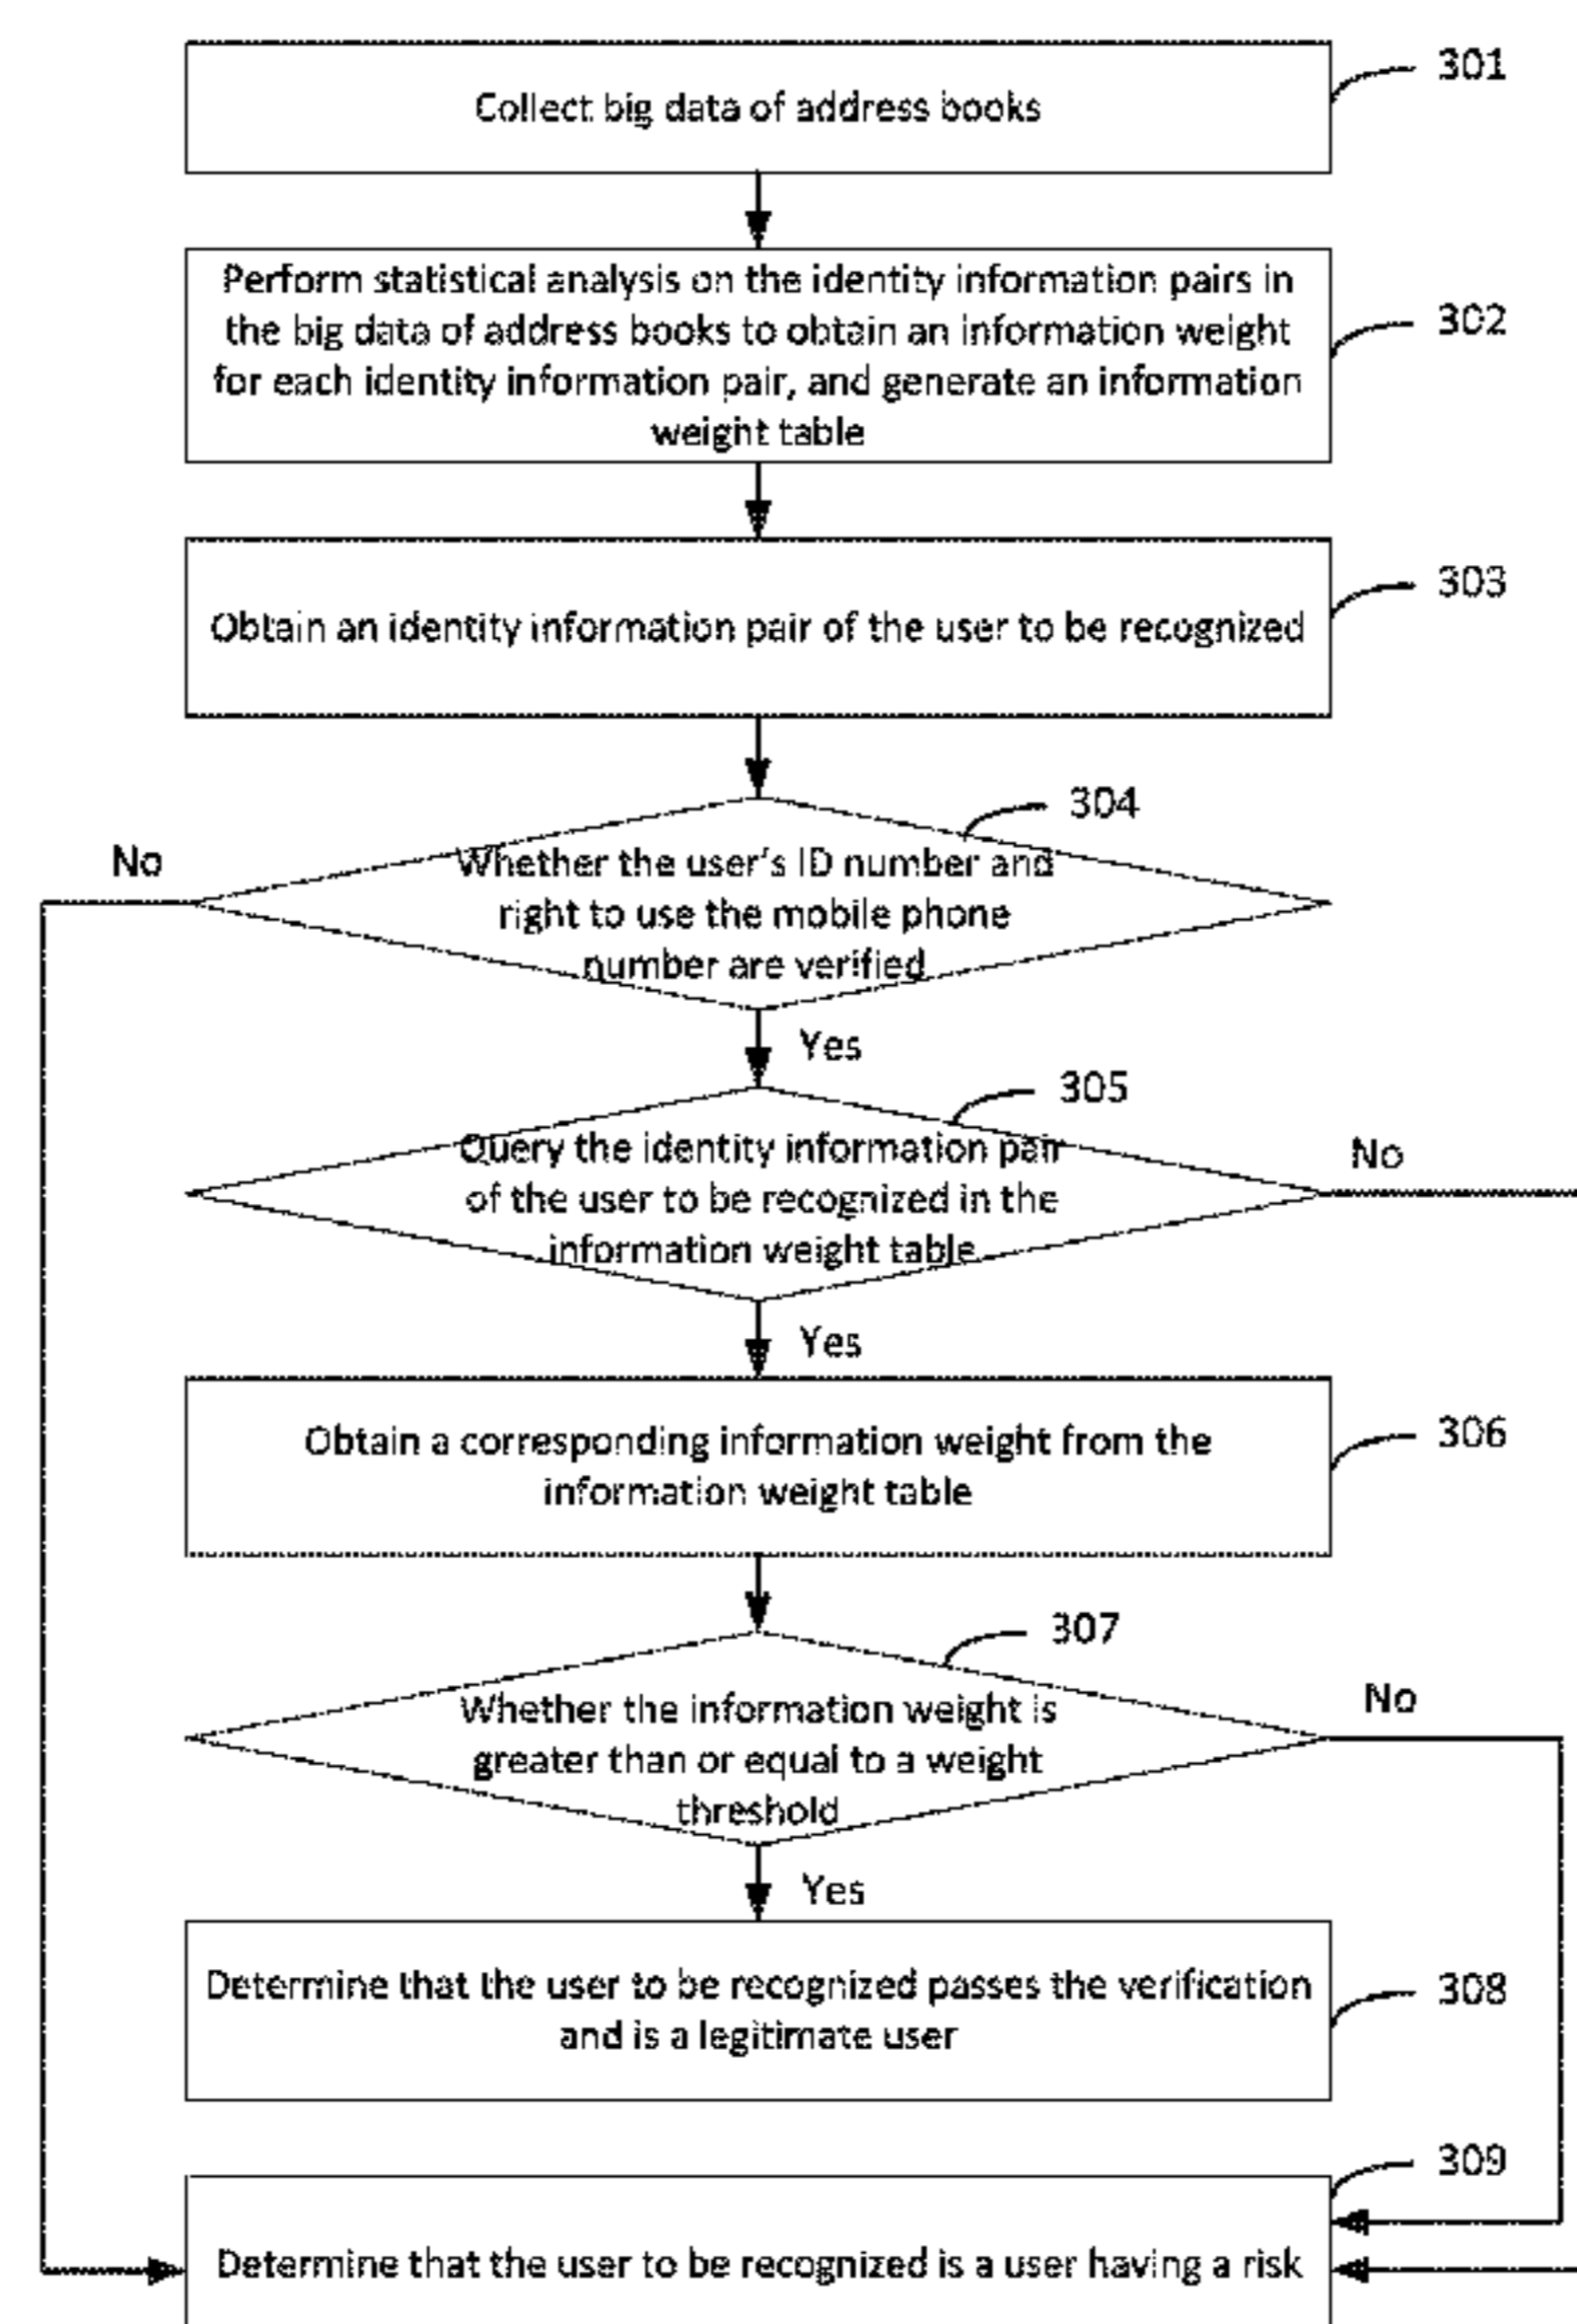 301
Collect big data of address books
Perform statistical analysis on the identity information pairs in
the big data of address books to obtain an information weight
for each identity information pair, and generate an information
weight table
302
Obtain an identity information pair of the user to be recognized
303
304
No
Whether the user's ID number and
right to use the mobile phone
number are verified
Yes
305
Query the identity information pair
of the user to be recognized in the
information weight table
No
Yes
Obtain a corresponding information weight from the
information weight table
306
307
Whether the information weight is
greater than or equal to a weight
threshold
No
Yes
Determine that the user to be recognized passes the verification
and is a legitimate user
308
309
Determine that the user to be recognized is a user having a risk